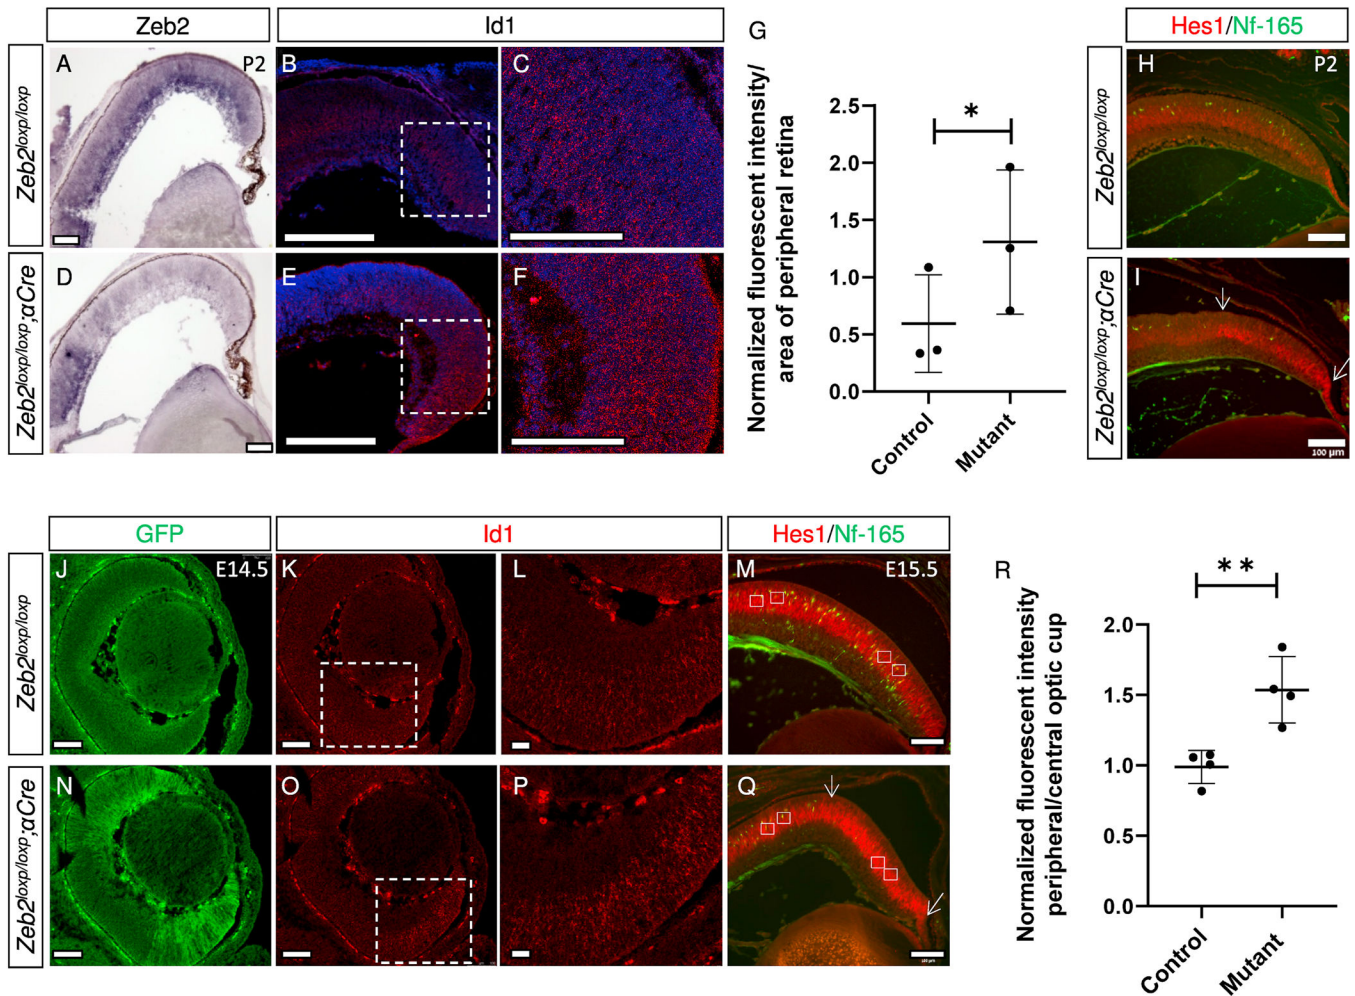 Zeb2
Id1
G
Hes1/Nf-165
Zeb2loxp/loxp
A
P2
B
C
H
P2
Zeb2loxp/loxp
Normalized fluorescent intensity/
area of peripheral retina
2.5
2.0
1.5
1.0
0.5
0.0
*
Control
Mutant
Zeb2loxp/loxp;αCre
D
E
F
I
Zeb2loxp/loxp;αCre
100 µm
GFP
Id1
Hes1/Nf-165
Zeb2loxp/loxp
J
E14.5
K
L
M
E15.5
R
Normalized fluorescent intensity
peripheral/central optic cup
2.0
1.5
1.0
0.5
0.0
**
Control
Mutant
Zeb2loxp/loxp;αCre
N
O
P
Q
100 µm